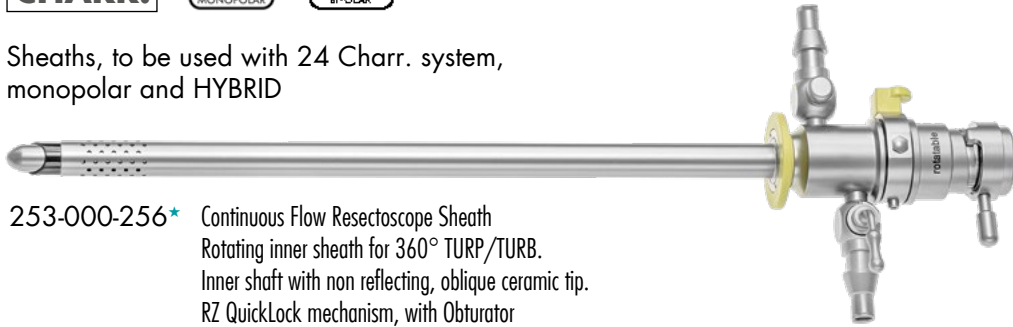 CHARR.
MONOPOLAR
Sheaths, to be used with 24 Charr. system,
monopolar and HYBRID
rotatable
253-000-256★ Continuous Flow Resectoscope Sheath
Rotating inner sheath for 360° TURP/TURB.
Inner shaft with non reflecting, oblique ceramic tip.
RZ QuickLock mechanism, with Obturator